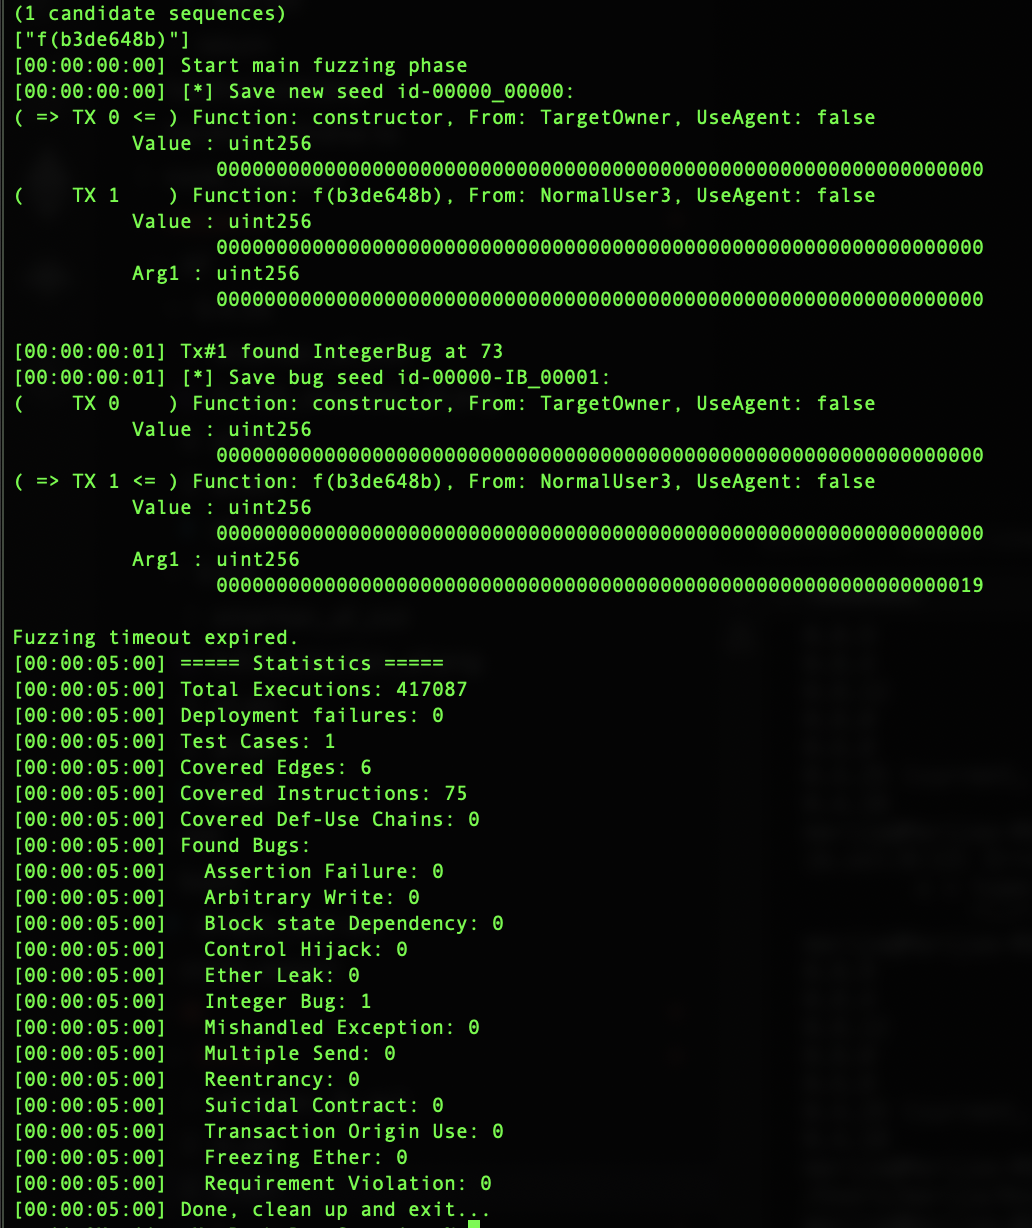 (1 candidate sequences)
["f(b3de648b)"]
[00:00:00:00] Start main fuzzing phase
[00:00:00:00] [*] Save new seed id-00000_00000:
( => TX 0 <= ) Function: constructor, From: TargetOwner, UseAgent: false
Value : uint256
0000000000000000000000000000000000000000000000000000000000000000
( TX 1 ) Function: f(b3de648b), From: NormalUser3, UseAgent: false
Value : uint256
0000000000000000000000000000000000000000000000000000000000000000
Arg1 : uint256
0000000000000000000000000000000000000000000000000000000000000000
[00:00:00:01] Tx#1 found IntegerBug at 73
[00:00:00:01] [*] Save bug seed id-00000-IB_00001:
( TX 0 ) Function: constructor, From: TargetOwner, UseAgent: false
Value : uint256
0000000000000000000000000000000000000000000000000000000000000000
( => TX 1 <= ) Function: f(b3de648b), From: NormalUser3, UseAgent: false
Value : uint256
0000000000000000000000000000000000000000000000000000000000000000
Arg1 : uint256
0000000000000000000000000000000000000000000000000000000000000019
Fuzzing timeout expired.
[00:00:05:00] ===== Statistics =====
[00:00:05:00] Total Executions: 417087
[00:00:05:00] Deployment failures: 0
[00:00:05:00] Test Cases: 1
[00:00:05:00] Covered Edges: 6
[00:00:05:00] Covered Instructions: 75
[00:00:05:00] Covered Def-Use Chains: 0
[00:00:05:00] Found Bugs:
[00:00:05:00] Assertion Failure: 0
[00:00:05:00] Arbitrary Write: 0
[00:00:05:00] Block state Dependency: 0
[00:00:05:00] Control Hijack: 0
[00:00:05:00] Ether Leak: 0
[00:00:05:00] Integer Bug: 1
[00:00:05:00] Mishandled Exception: 0
[00:00:05:00] Multiple Send: 0
[00:00:05:00] Reentrancy: 0
[00:00:05:00] Suicidal Contract: 0
[00:00:05:00] Transaction Origin Use: 0
[00:00:05:00] Freezing Ether: 0
[00:00:05:00] Requirement Violation: 0
[00:00:05:00] Done, clean up and exit...